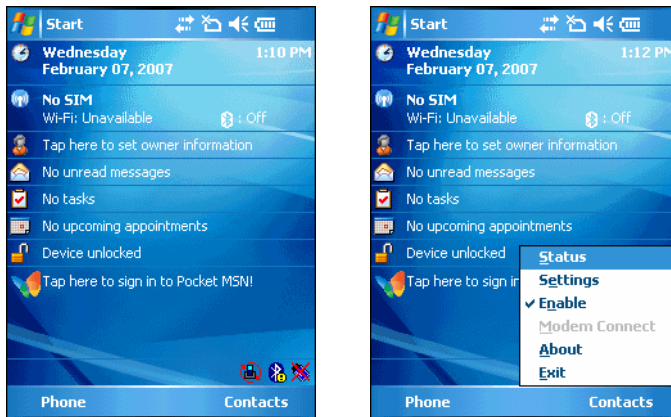 Start
Wednesday 1:10 PM
February 07, 2007
No SIM
Wi-Fi: Unavailable : Off
Tap here to set owner information
No unread messages
No tasks
No upcoming appointments
Device unlocked
Tap here to sign in to Pocket MSN!
Phone Contacts
Start
Wednesday 1:12 PM
February 07, 2007
No SIM
Wi-Fi: Unavailable : Off
Tap here to set owner information
No unread messages
No tasks
No upcoming appointments
Device unlocked
Tap here to sign in
Status
Settings
Enable
Modem Connect
About
Exit
Phone Contacts